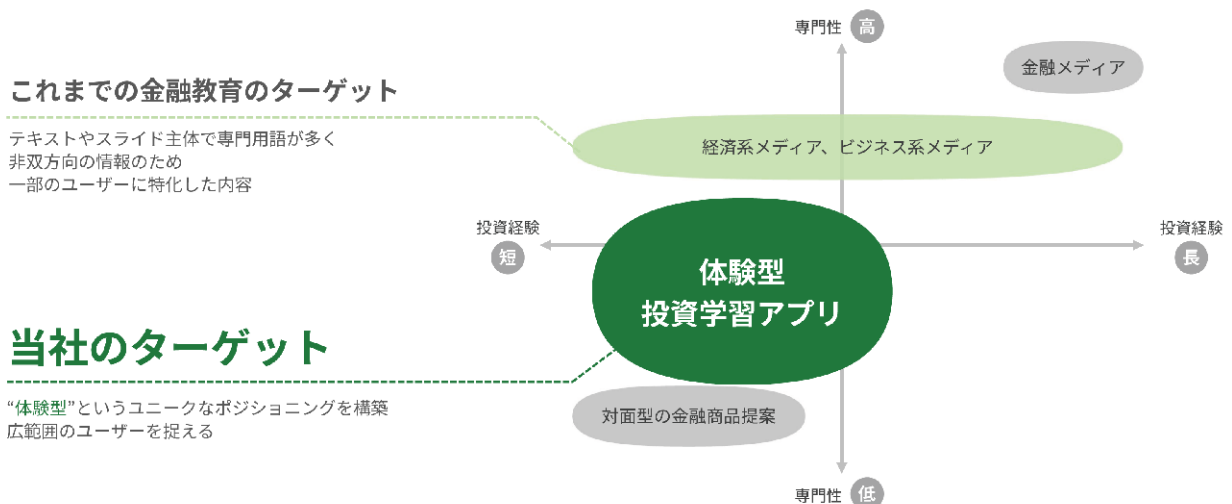 専門性 高
金融メディア
これまでの金融教育のターゲット
テキストやスライド主体で専門用語が多く
非双方向の情報のため
一部のユーザーに特化した内容
経済系メディア、ビジネス系メディア
投資経験
短
投資経験
長
体験型
投資学習アプリ
当社のターゲット
“体験型”というユニークなポジショニングを構築
広範囲のユーザーを捉える
対面型の金融商品提案
専門性 低